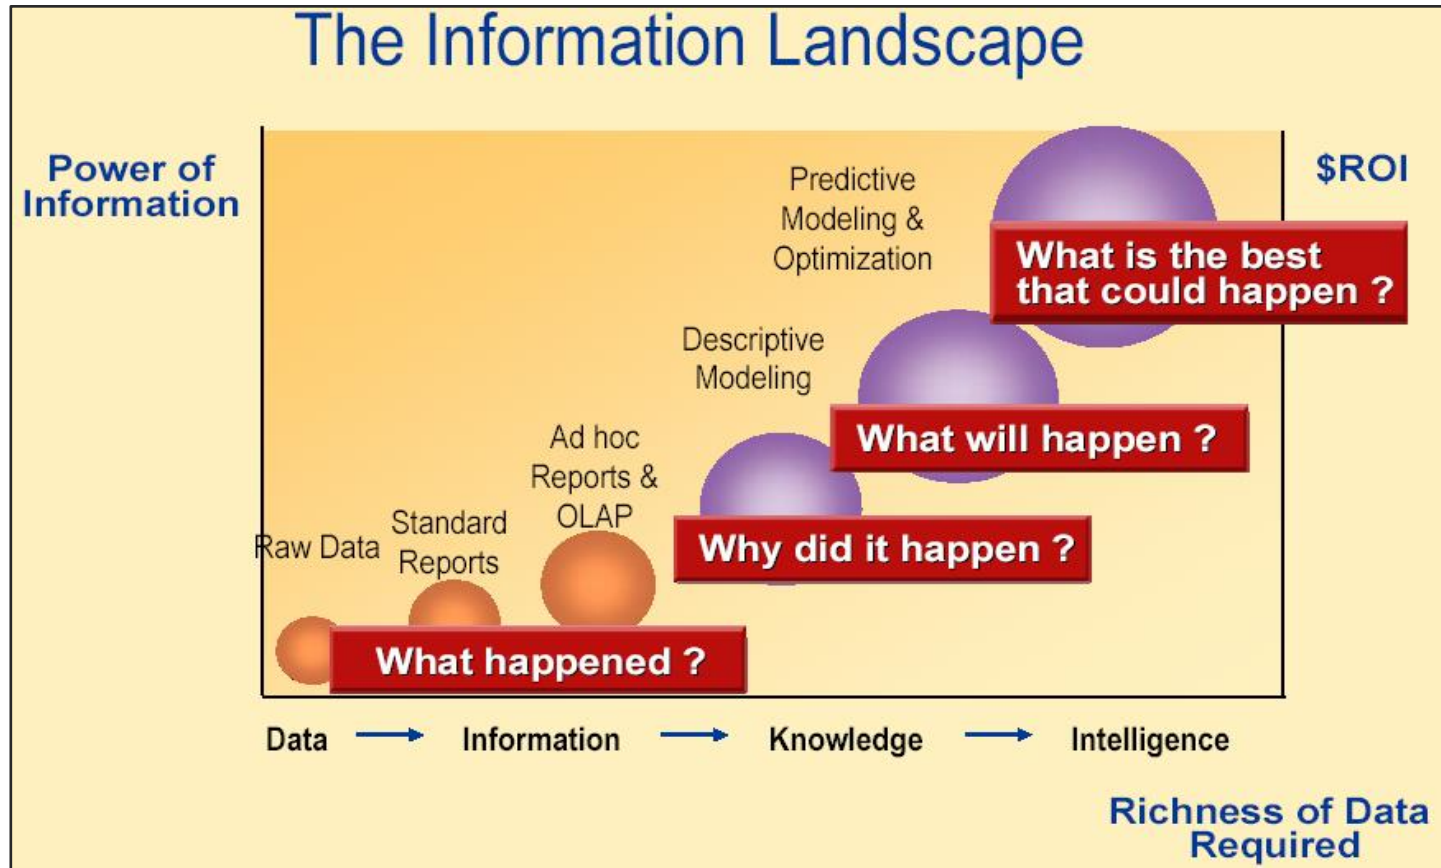 The Information Landscape
Power of
Information
$ROI
Predictive
Modeling &
Optimization
What is the best
that could happen ?
Descriptive
Modeling
What will happen ?
Ad hoc
Reports &
OLAP
Why did it happen ?
Standard
Reports
Raw Data
What happened ?
Data
Information
Knowledge
Intelligence
Richness of Data
Required